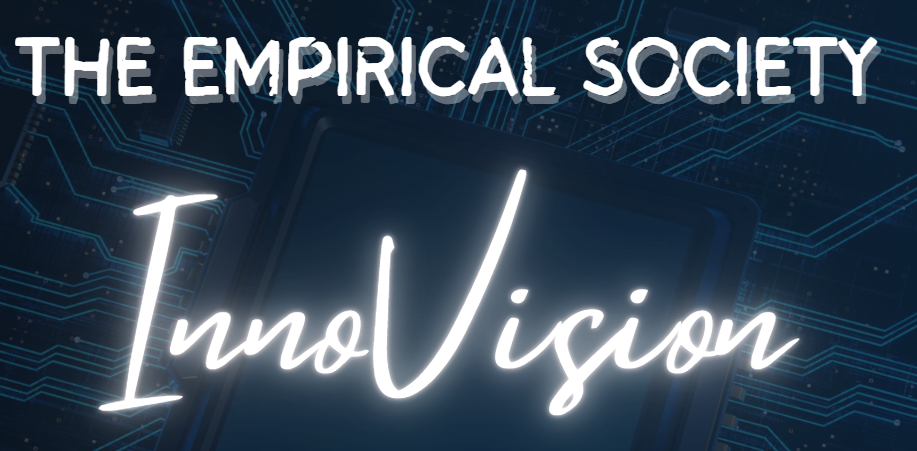 THE EMPIRICAL SOCIETY
InnoVision